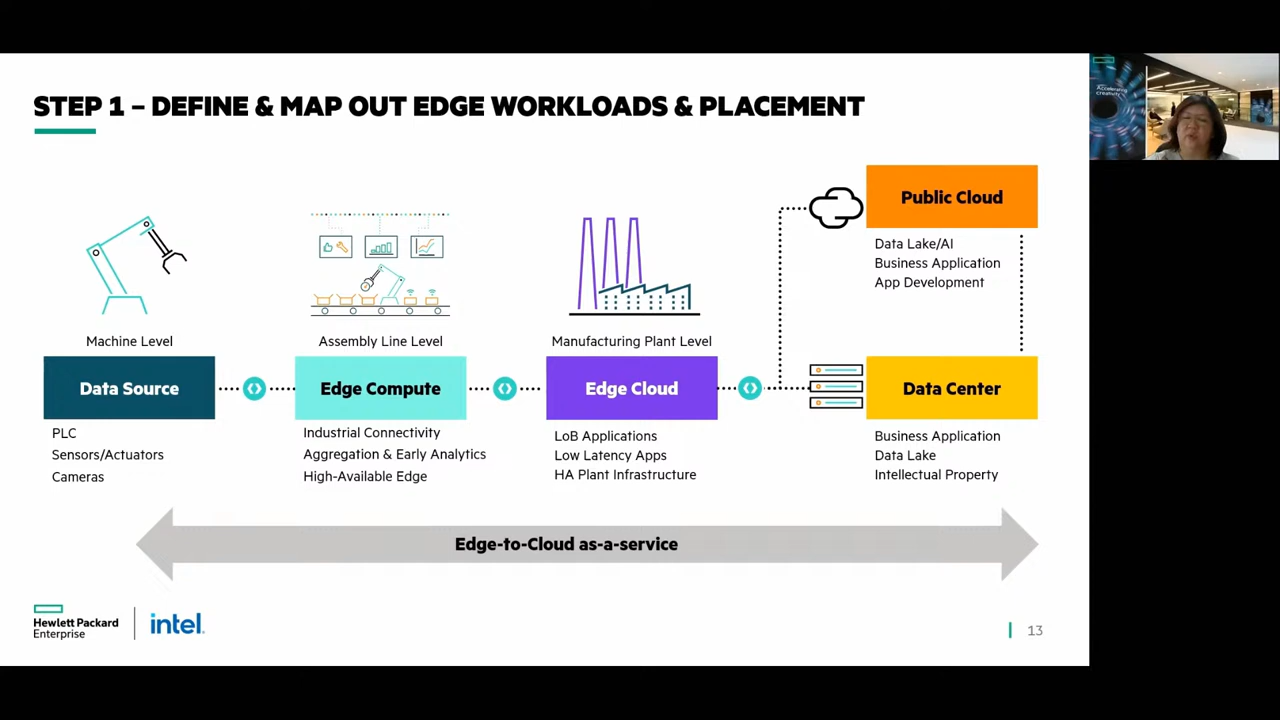 STEP 1 – DEFINE & MAP OUT EDGE WORKLOADS & PLACEMENT
Accelerating
creativity
Machine Level
Data Source
PLC
Sensors/Actuators
Cameras
Assembly Line Level
Edge Compute
Industrial Connectivity
Aggregation & Early Analytics
High-Available Edge
Manufacturing Plant Level
Edge Cloud
LoB Applications
Low Latency Apps
HA Plant Infrastructure
Public Cloud
Data Lake/AI
Business Application
App Development
Data Center
Business Application
Data Lake
Intellectual Property
Edge-to-Cloud as-a-service
Hewlett Packard
Enterprise
intel.
13